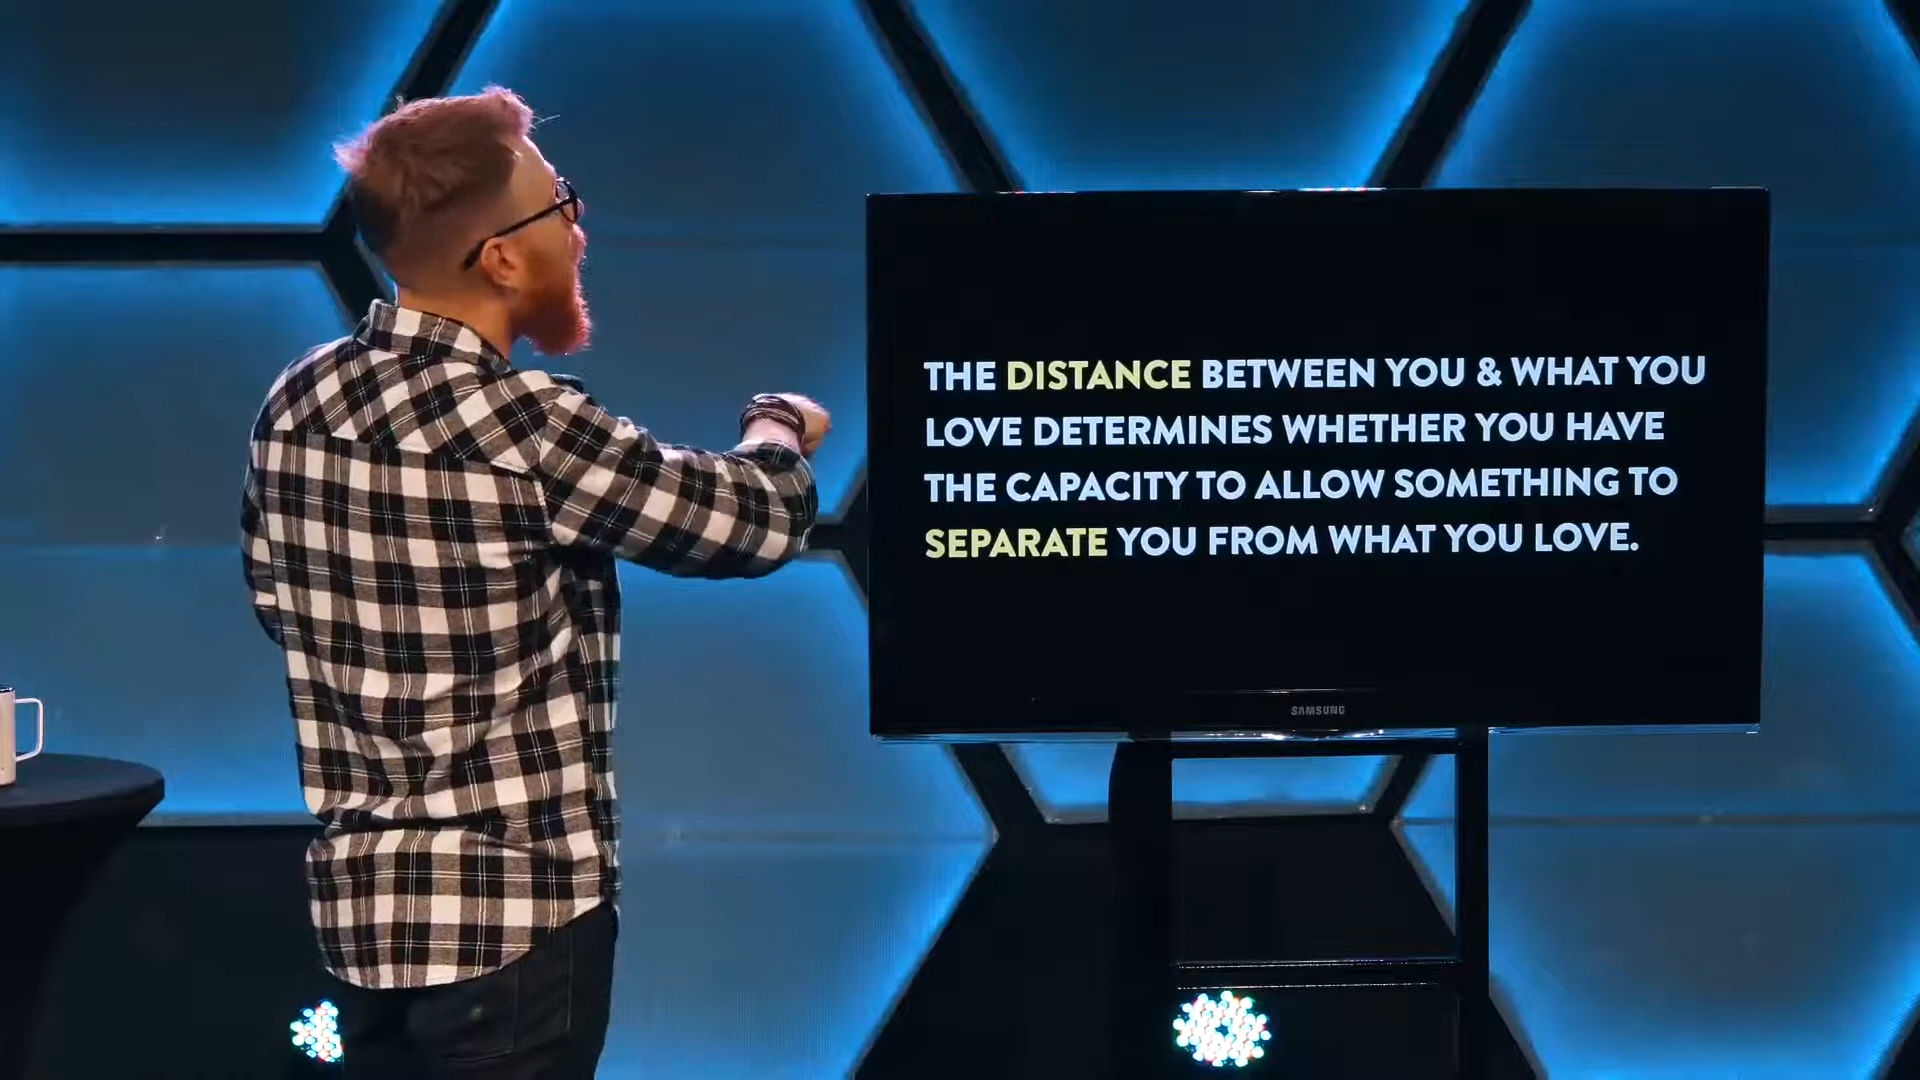 THE DISTANCE BETWEEN YOU & WHAT YOU
LOVE DETERMINES WHETHER YOU HAVE
THE CAPACITY TO ALLOW SOMETHING TO
SEPARATE YOU FROM WHAT YOU LOVE.
SAMSUNG